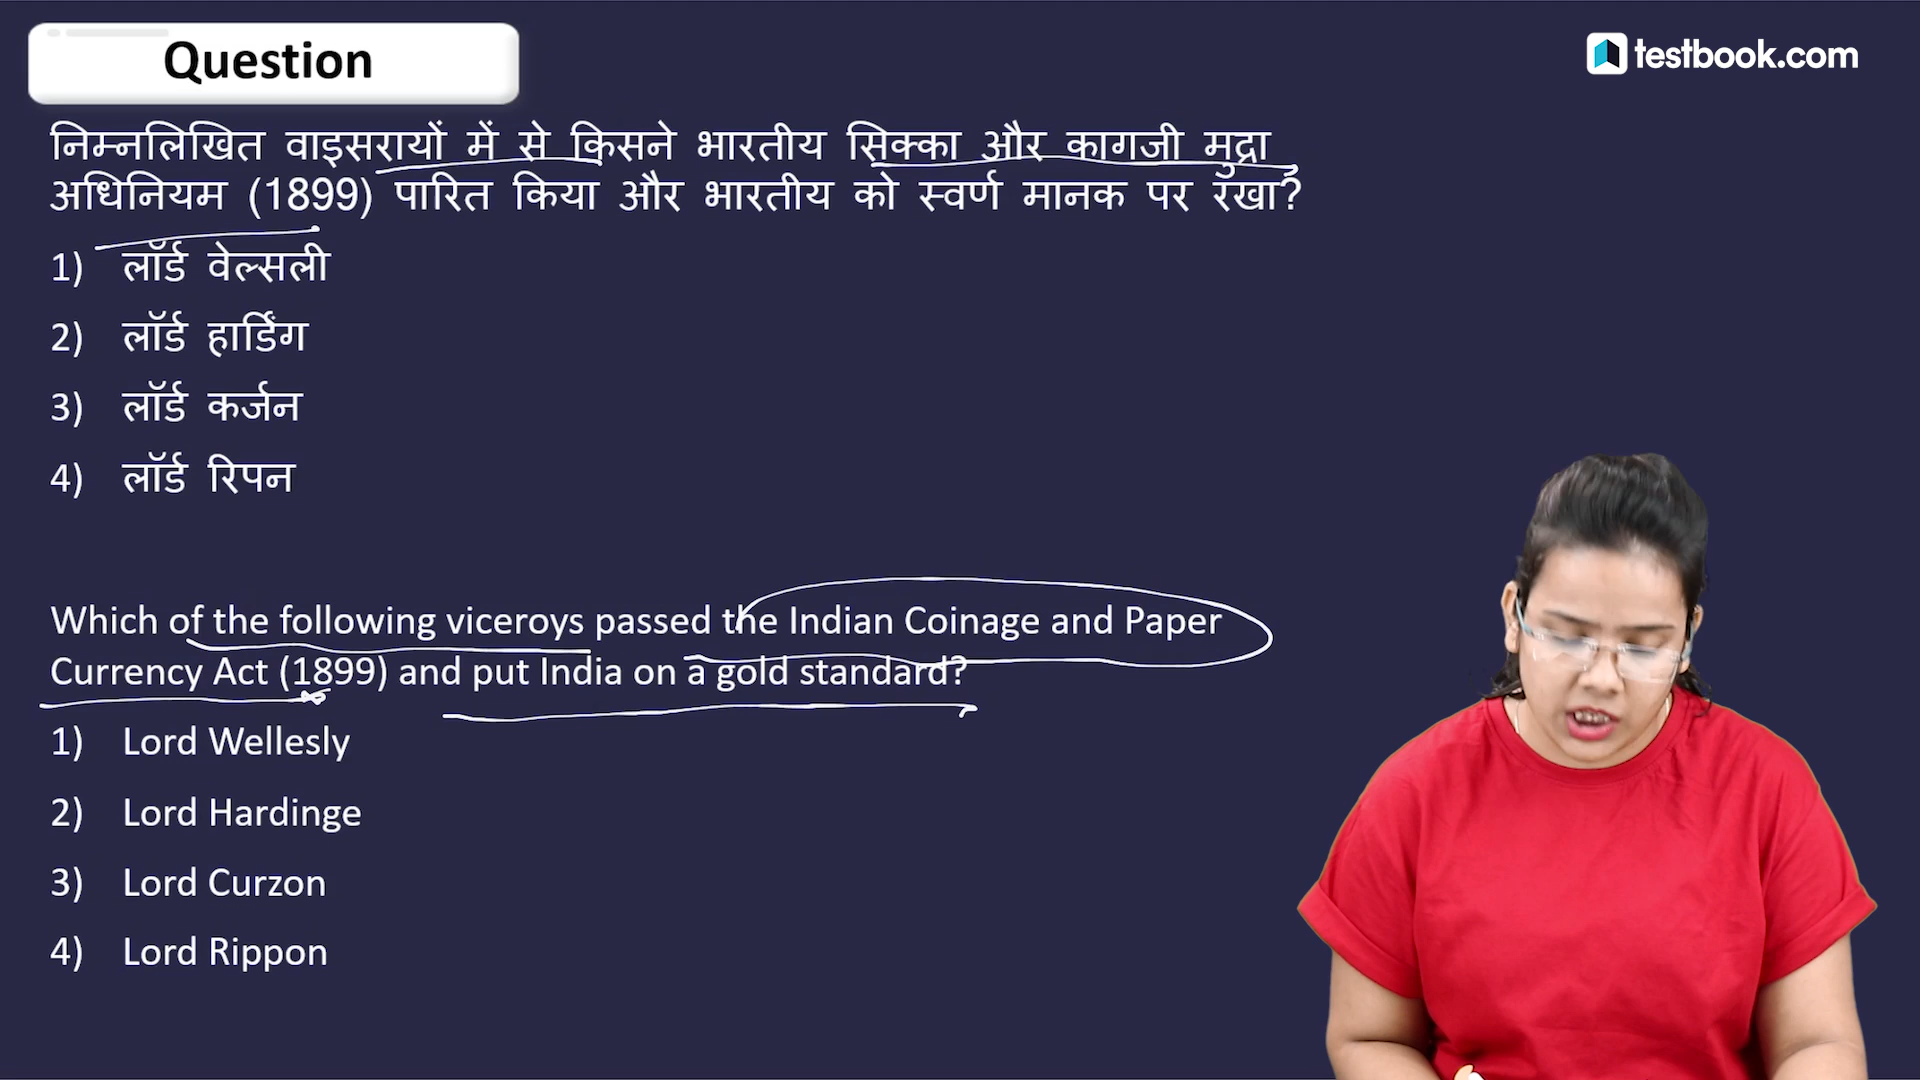 Question
testbook.com
निम्नलिखित वाइसरायों में से किसने भारतीय सिक्का और कागजी मुद्रा
अधिनियम (1899) पारित किया और भारतीय को स्वर्ण मानक पर रखा?
1) लॉर्ड वेल्सली
2) लॉर्ड हार्डिंग
3) लॉर्ड कर्जन
4) लॉर्ड रिपन
Which of the following viceroys passed the Indian Coinage and Paper
Currency Act (1899) and put India on a gold standard?
1) Lord Wellesly
2) Lord Hardinge
3) Lord Curzon
4) Lord Rippon